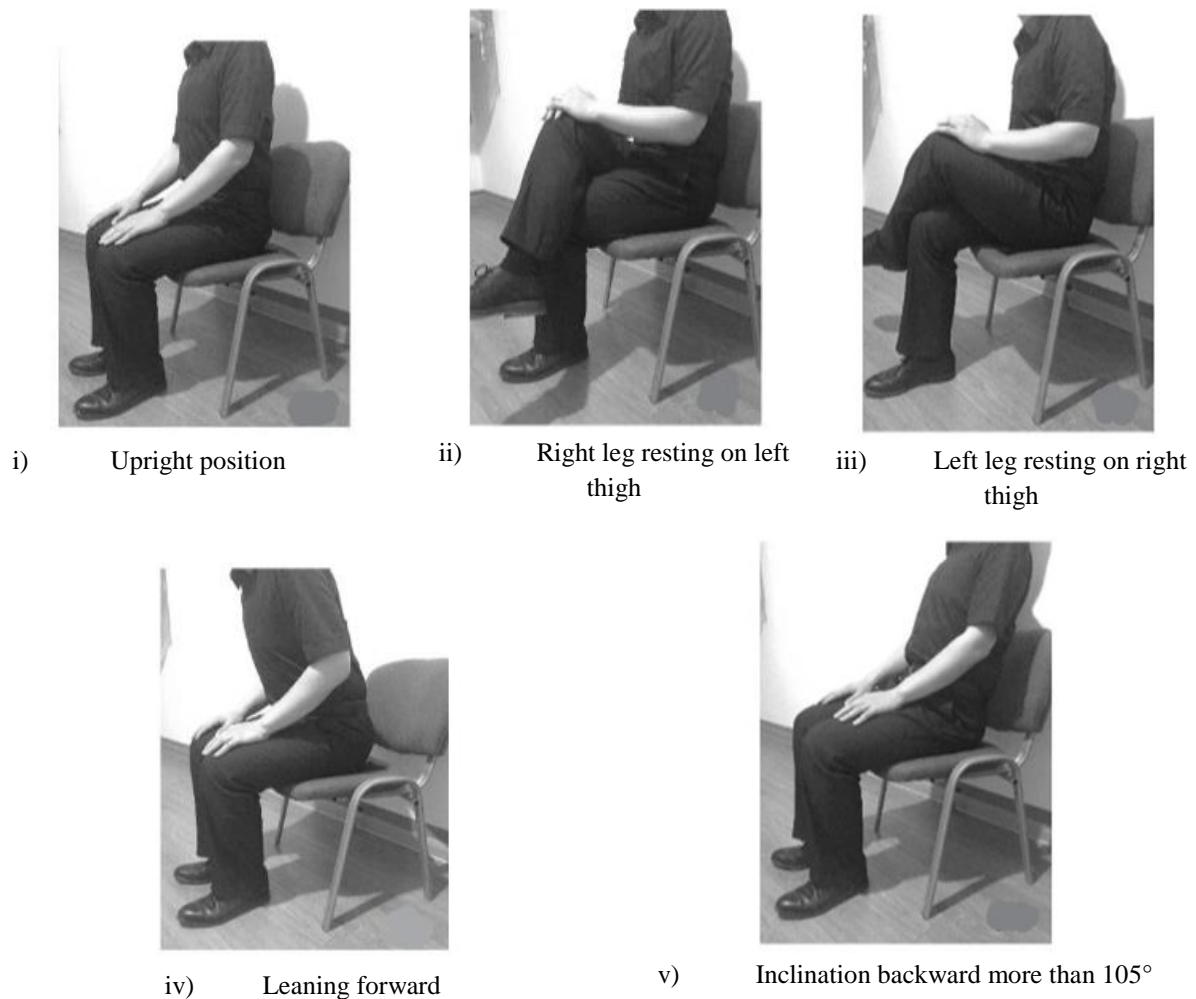 i) Upright position
ii) Right leg resting on left
thigh
iii) Left leg resting on right
thigh
iv) Leaning forward
v) Inclination backward more than 105°